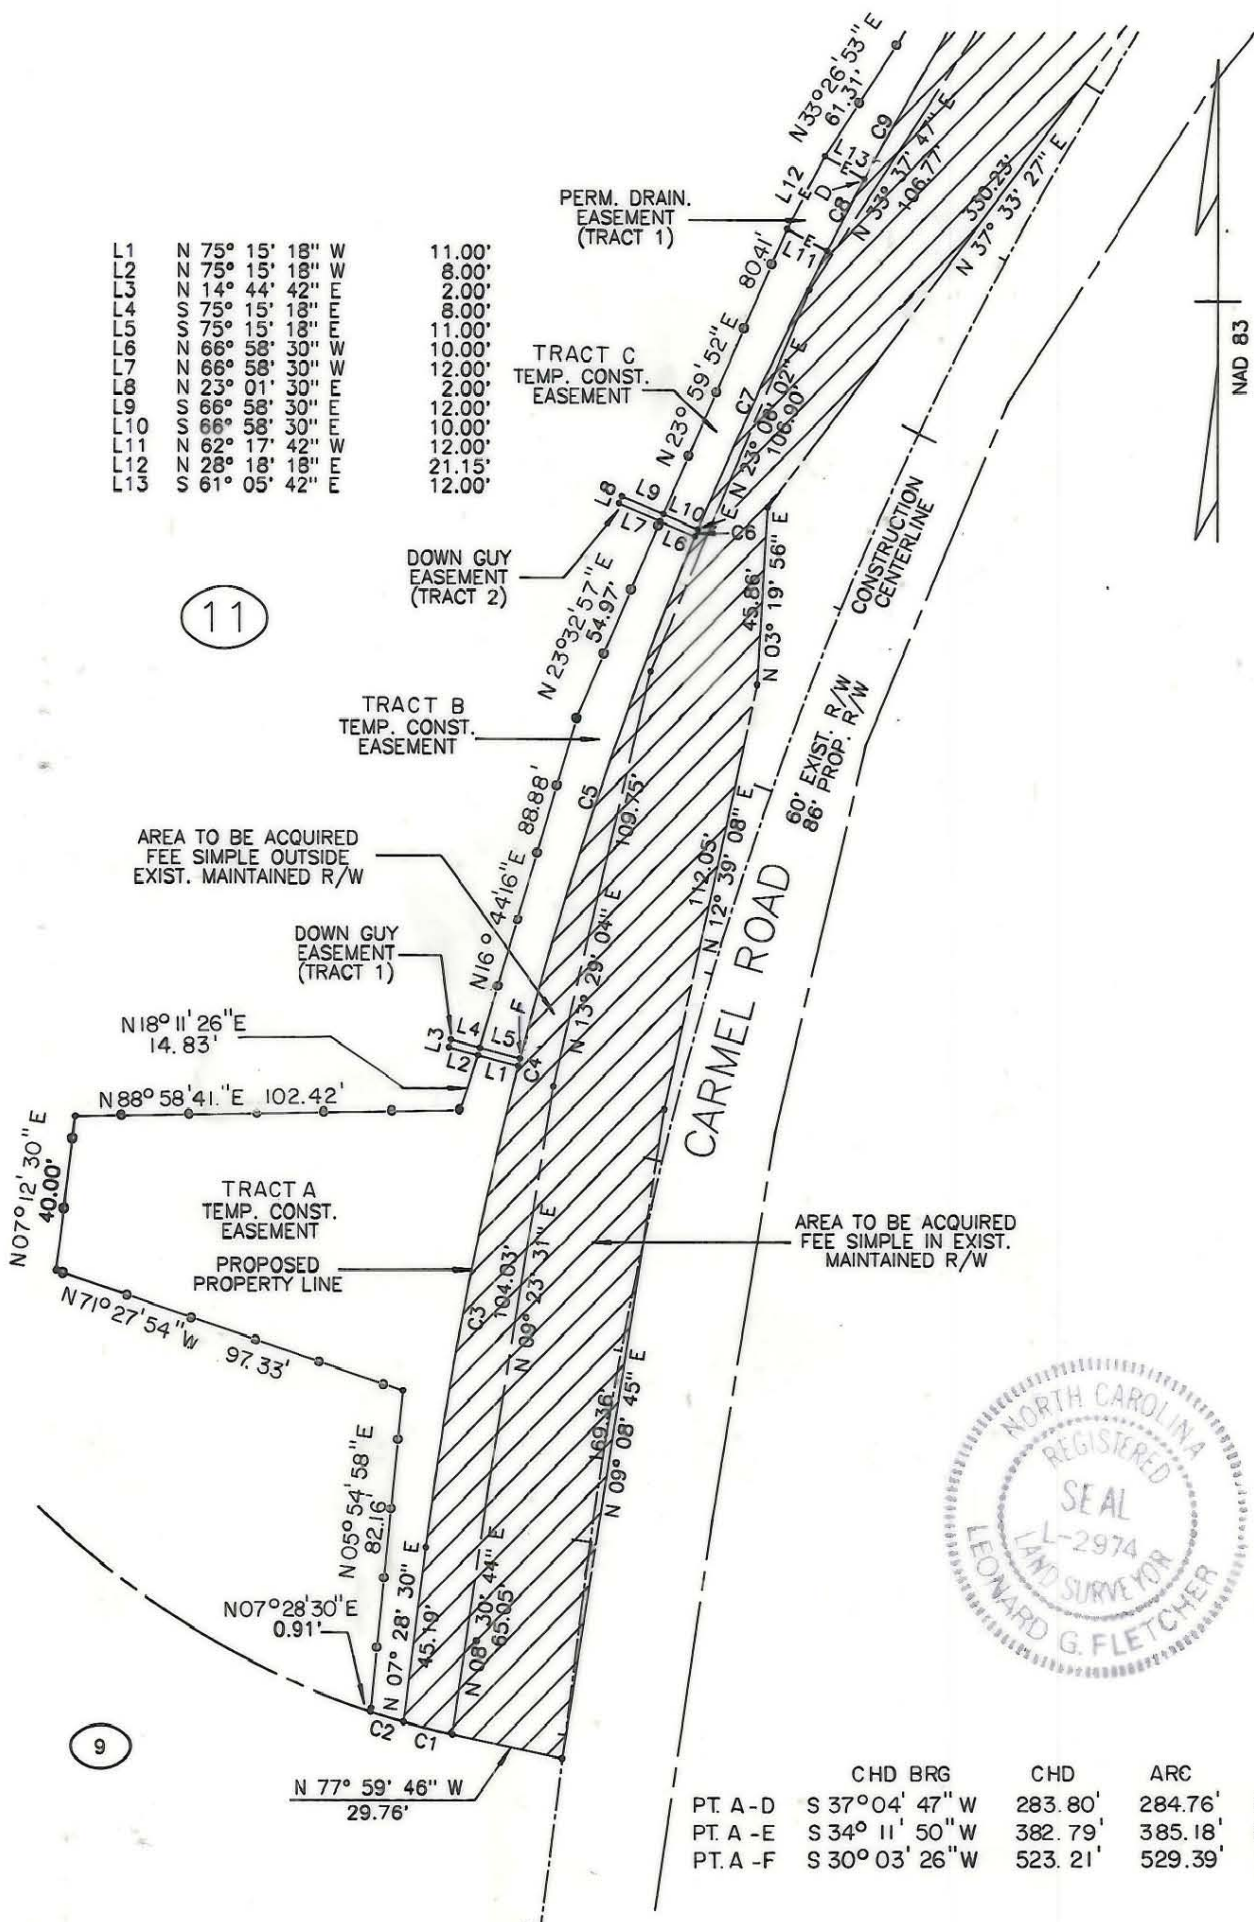 N33°26'53"E
61.31'
L13
C9
L12
E
D
E
C8
N 33° 37' 47" E
106.77'
330.23'
N 37° 33' 27" E
PERM. DRAIN.
EASEMENT
(TRACT 1)
E
L11
L1 N 75° 15' 18" W 11.00'
L2 N 75° 15' 18" W 8.00'
L3 N 14° 44' 42" E 2.00'
L4 S 75° 15' 18" E 8.00'
L5 S 75° 15' 18" E 11.00'
L6 N 66° 58' 30" W 10.00'
L7 N 66° 58' 30" W 12.00'
L8 N 23° 01' 30" E 2.00'
L9 S 66° 58' 30" E 12.00'
L10 S 66° 58' 30" E 10.00'
L11 N 62° 17' 42" W 12.00'
L12 N 28° 18' 18" E 21.15'
L13 S 61° 05' 42" E 12.00'
NAD 83
TRACT C
TEMP. CONST.
EASEMENT
N 23° 59' 52" E 80.41'
C7
N 23° 06' 02" E
106.90'
L8
L9
L10
L7
L6
E
C6
DOWN GUY
EASEMENT
(TRACT 2)
11
N 23°32'57"E
54.97'
45.86'
N 03° 19' 56" E
CONSTRUCTION
CENTERLINE
TRACT B
TEMP. CONST.
EASEMENT
60' EXIST. R/W
86' PROP. R/W
C5
109.75'
N 13° 29' 04" E
112.05'
N 12° 39' 08" E
N16° 44'16"E 88.88'
AREA TO BE ACQUIRED
FEE SIMPLE OUTSIDE
EXIST. MAINTAINED R/W
DOWN GUY
EASEMENT
(TRACT 1)
N18°11'26"E
14.83'
L3
L4
L5
F
L2
L1
C4
CARMEL ROAD
N88°58'41."E 102.42'
N07°12'30"E
40.00'
TRACT A
TEMP. CONST.
EASEMENT
PROPOSED
PROPERTY LINE
AREA TO BE ACQUIRED
FEE SIMPLE IN EXIST.
MAINTAINED R/W
N71°27'54"W 97.33'
C3
104.03'
N 09° 23' 31" E
169.36'
N 09° 08' 45" E
N05°54'58"E
82.16'
N07°28'30"E
0.91'
N 07° 28' 30" E
45.19'
N 08° 30' 44" E
65.05'
C2
C1
9
N 77° 59' 46" W
29.76'
NORTH CAROLINA
REGISTERED
SEAL
L-2974
LAND SURVEYOR
LEONARD G. FLETCHER
CHD BRG CHD ARC
PT. A-D S 37°04' 47" W 283.80' 284.76'
PT. A-E S 34° 11' 50" W 382.79' 385.18'
PT. A-F S 30° 03' 26" W 523.21' 529.39'